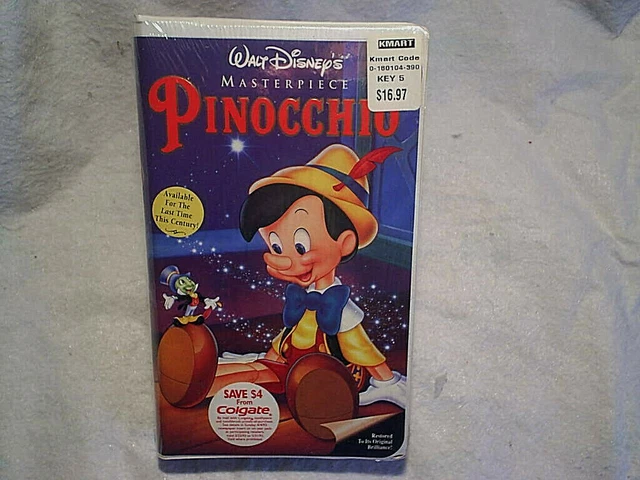 WALT DISNEY'S
MASTERPIECE
PINOCCHIO
KMART
Kmart Code
0-160104-390
KEY 5
$16.97
Available
For The
Last Time
This Century!
SAVE $4
From
Colgate
Restored
To Its Original
Brilliance!